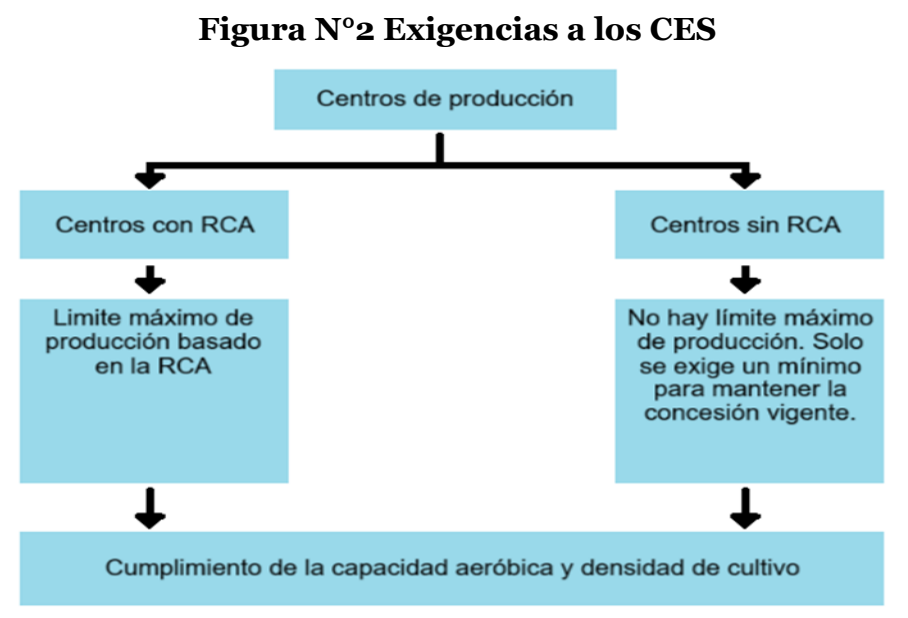 Figura N°2 Exigencias a los CES
Centros de producción
Centros con RCA
Centros sin RCA
Limite máximo de
producción basado
en la RCA
No hay límite máximo
de producción. Solo
se exige un mínimo
para mantener la
concesión vigente.
Cumplimiento de la capacidad aeróbica y densidad de cultivo